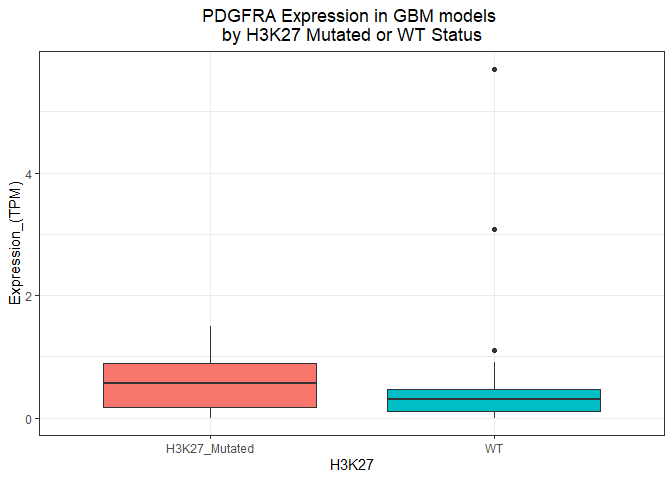 PDGFRA Expression in GBM models
by H3K27 Mutated or WT Status
Expression_(TPM)
4
2
0
H3K27_Mutated
WT
H3K27